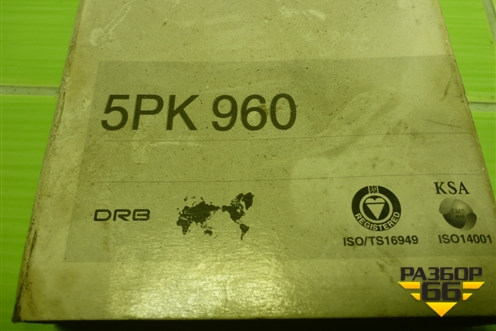 5PK 960
DRB
REGISTERED
ISO/TS16949
KSA
ISO14001
РАЗБОР
66